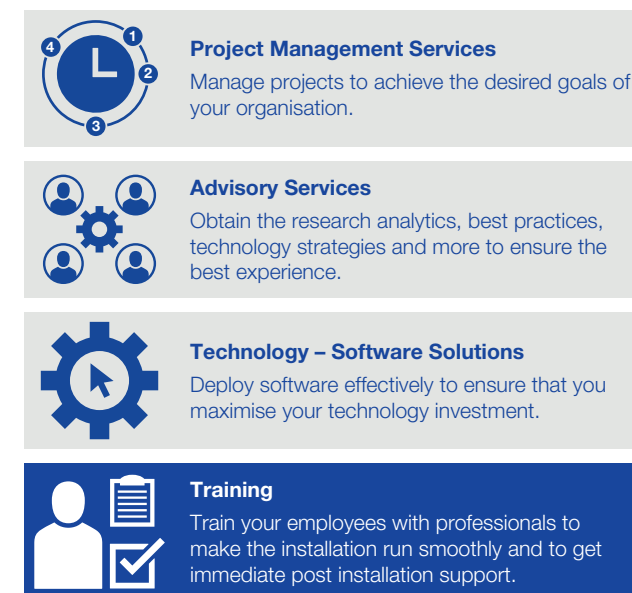 4
1
2
3
Project Management Services
Manage projects to achieve the desired goals of
your organisation.
Advisory Services
Obtain the research analytics, best practices,
technology strategies and more to ensure the
best experience.
Technology – Software Solutions
Deploy software effectively to ensure that you
maximise your technology investment.
Training
Train your employees with professionals to
make the installation run smoothly and to get
immediate post installation support.